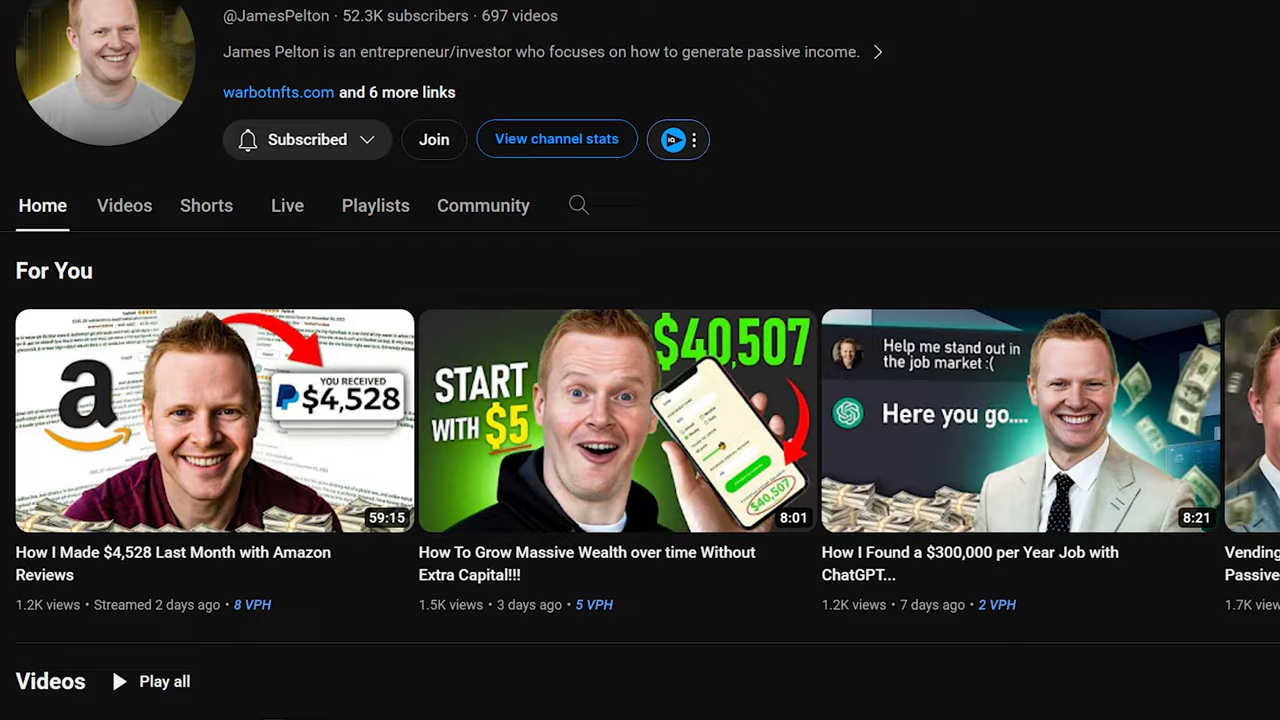 @JamesPelton · 52.3K subscribers · 697 videos
James Pelton is an entrepreneur/investor who focuses on how to generate passive income.
warbotnfts.com and 6 more links
Subscribed
Join
View channel stats
Home
Videos
Shorts
Live
Playlists
Community
For You
a
YOU RECEIVED
$4,528
59:15
START
WITH $5
$40,507
$40,507
8:01
Help me stand out in
the job market :(
Here you go....
8:21
How I Made $4,528 Last Month with Amazon
Reviews
1.2K views • Streamed 2 days ago • 8 VPH
How To Grow Massive Wealth over time Without
Extra Capital!!!
1.5K views • 3 days ago • 5 VPH
How I Found a $300,000 per Year Job with
ChatGPT...
1.2K views • 7 days ago • 2 VPH
Vending
Passive
1.7K view
Videos
Play all